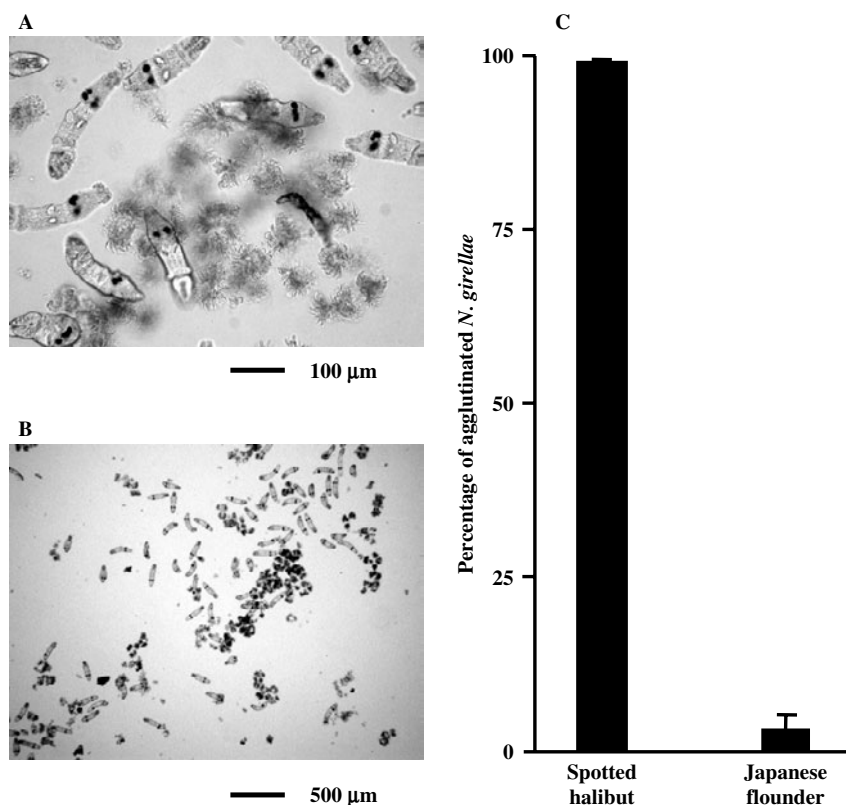 A
100 μm
B
500 μm
C
Percentage of agglutinated N. girellae
100
75
50
25
0
Spotted
halibut
Japanese
flounder